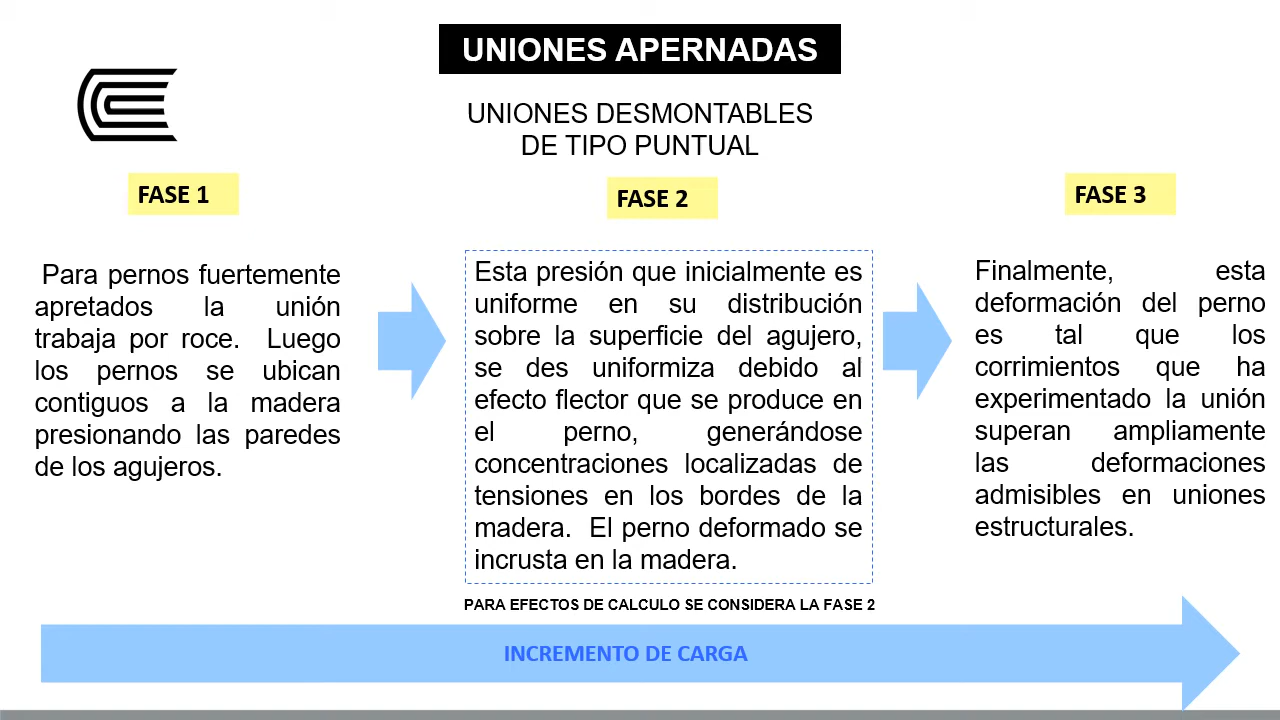 UNIONES APERNADAS
UNIONES DESMONTABLES
DE TIPO PUNTUAL
FASE 1
Para pernos fuertemente
apretados la unión
trabaja por roce. Luego
los pernos se ubican
contiguos a la madera
presionando las paredes
de los agujeros.
FASE 2
Esta presión que inicialmente es
uniforme en su distribución
sobre la superficie del agujero,
se des uniformiza debido al
efecto flector que se produce en
el perno, generándose
concentraciones localizadas de
tensiones en los bordes de la
madera. El perno deformado se
incrusta en la madera.
PARA EFECTOS DE CALCULO SE CONSIDERA LA FASE 2
FASE 3
Finalmente, esta
deformación del perno
es tal que los
corrimientos que ha
experimentado la unión
superan ampliamente
las deformaciones
admisibles en uniones
estructurales.
INCREMENTO DE CARGA